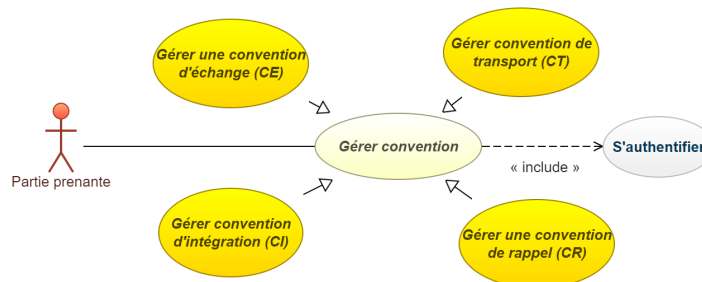 Gérer une convention
d'échange (CE)
Gérer convention de
transport (CT)
Gérer convention
S'authentifier
« include »
Partie prenante
Gérer convention
d'intégration (CI)
Gérer une convention
de rappel (CR)